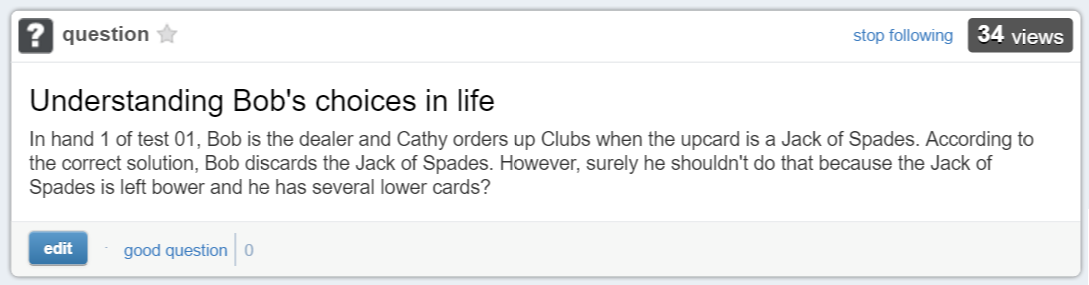 ? question stop following 34 views
Understanding Bob's choices in life
In hand 1 of test 01, Bob is the dealer and Cathy orders up Clubs when the upcard is a Jack of Spades. According to
the correct solution, Bob discards the Jack of Spades. However, surely he shouldn't do that because the Jack of
Spades is left bower and he has several lower cards?
edit · good question 0